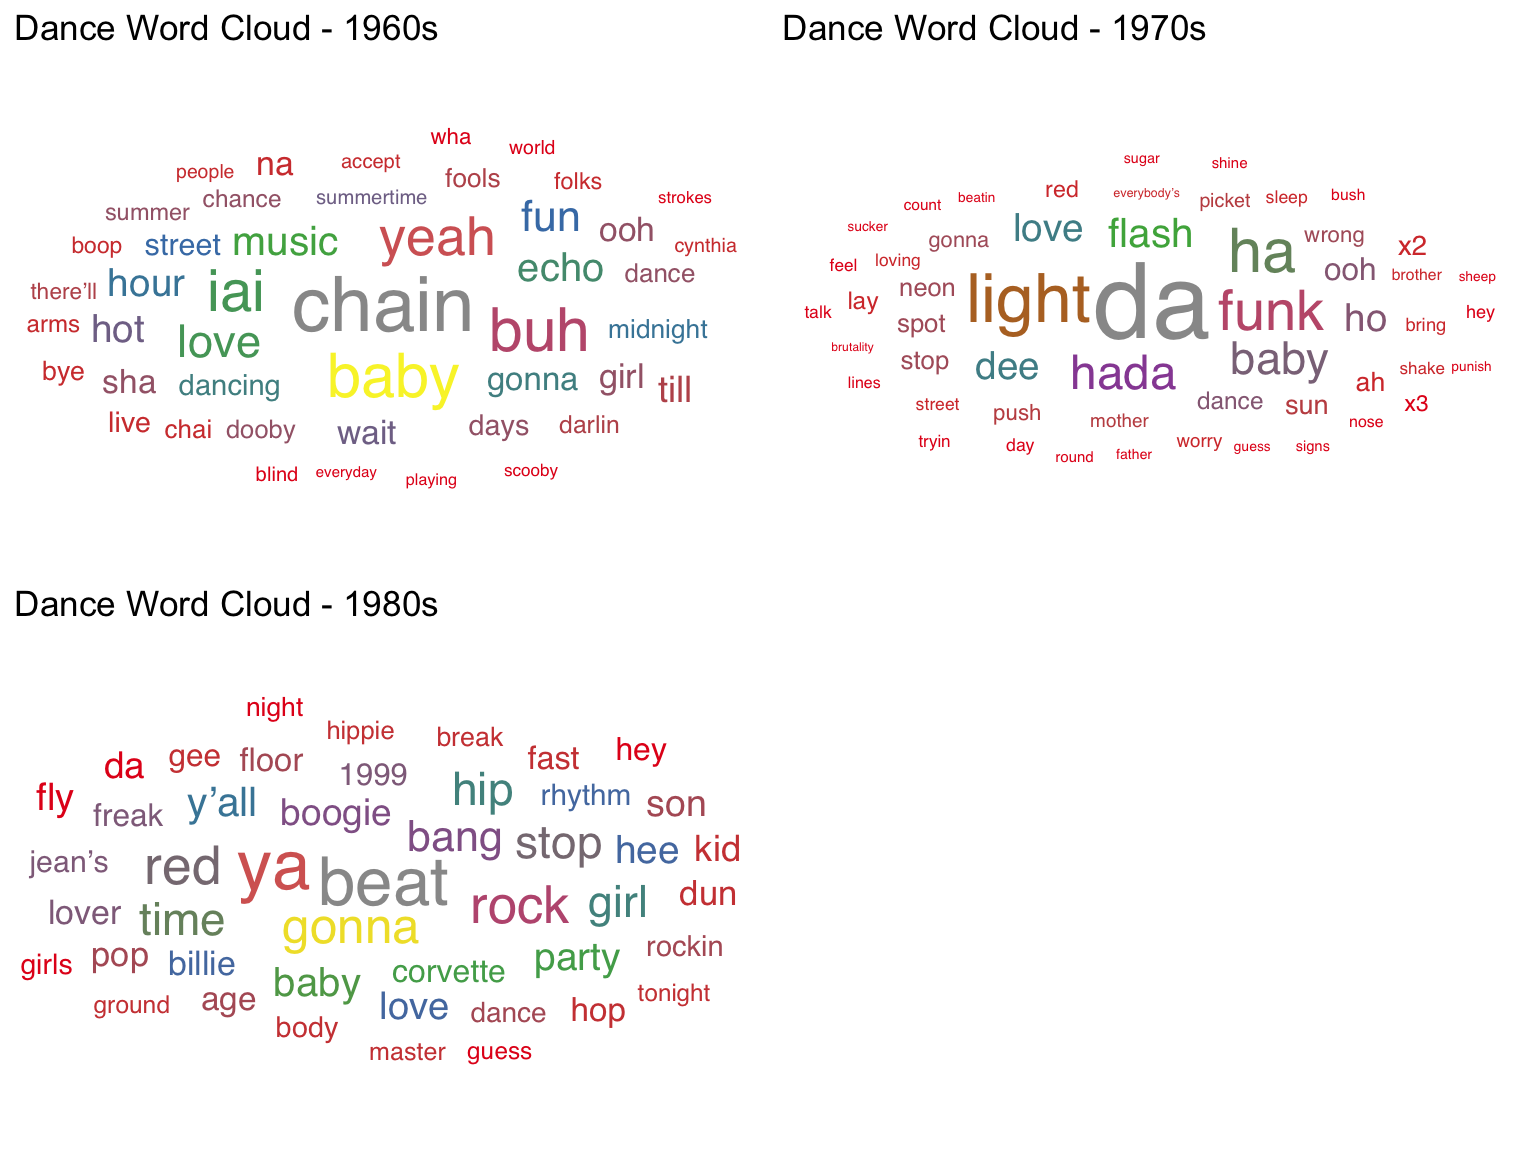 Dance Word Cloud - 1960s
wha
world
people na accept fools folks
chance summertime strokes
summer fun
boop street music yeah ooh cynthia
echo dance
there'll hour iai chain
arms hot love buh midnight
bye sha dancing baby gonna girl till
live chai dooby wait days darlin
blind everyday playing scooby
Dance Word Cloud - 1970s
sugar shine
count beatin red everybody's picket sleep bush
sucker gonna love flash ha wrong x2
feel loving ooh brother sheep
talk lay neon light da funk ho bring hey
spot
brutality stop dee hada baby shake punish
lines ah
street push mother dance sun x3
tryin day round father worry guess signs nose
Dance Word Cloud - 1980s
night
hippie break
da gee floor fast hey
fly 1999 hip rhythm
freak y'all boogie son
bang stop hee kid
jean's red ya beat
lover time gonna rock girl dun
girls pop billie party rockin
baby corvette
ground age love dance hop tonight
body
master guess